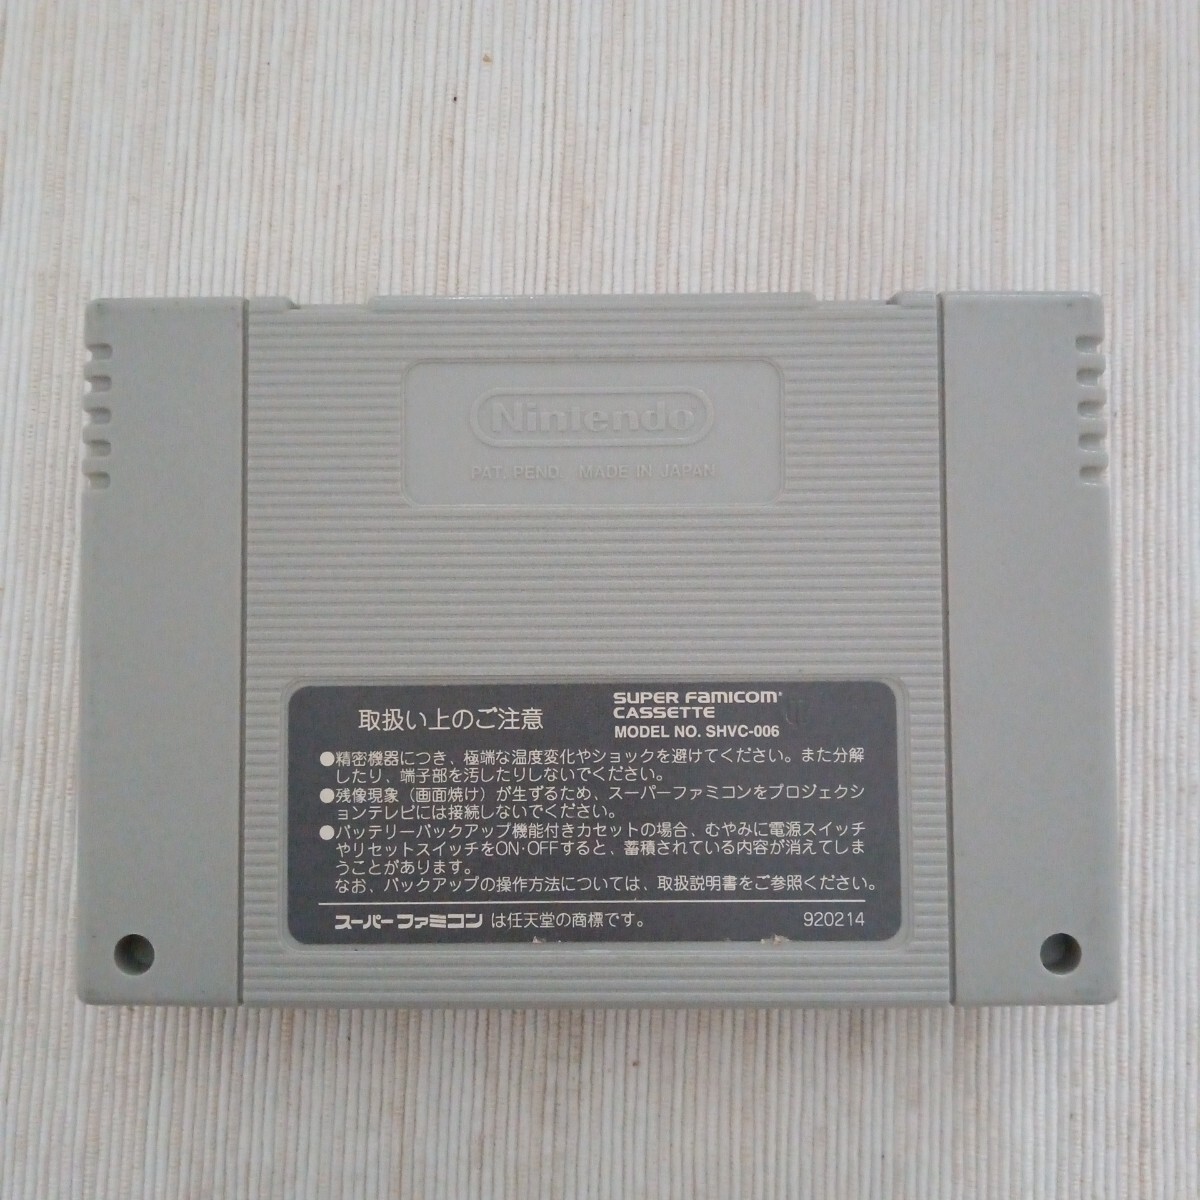 Nintendo
PAT. PEND. MADE IN JAPAN
取扱い上のご注意
SUPER FAMICOM
CASSETTE
MODEL NO. SHVC-006
●精密機器につき、極端な温度変化やショックを避けてください。また分解
したり、端子部を汚したりしないでください。
●残像現象（画面焼け）が生ずるため、スーパーファミコンをプロジェクシ
ョンテレビには接続しないでください。
●バッテリーバックアップ機能付きカセットの場合、むやみに電源スイッチ
やリセットスイッチをON・OFFすると、蓄積されている内容が消えてしま
うことがあります。
なお、バックアップの操作方法については、取扱説明書をご参照ください。
スーパーファミコン は任天堂の商標です。 920214